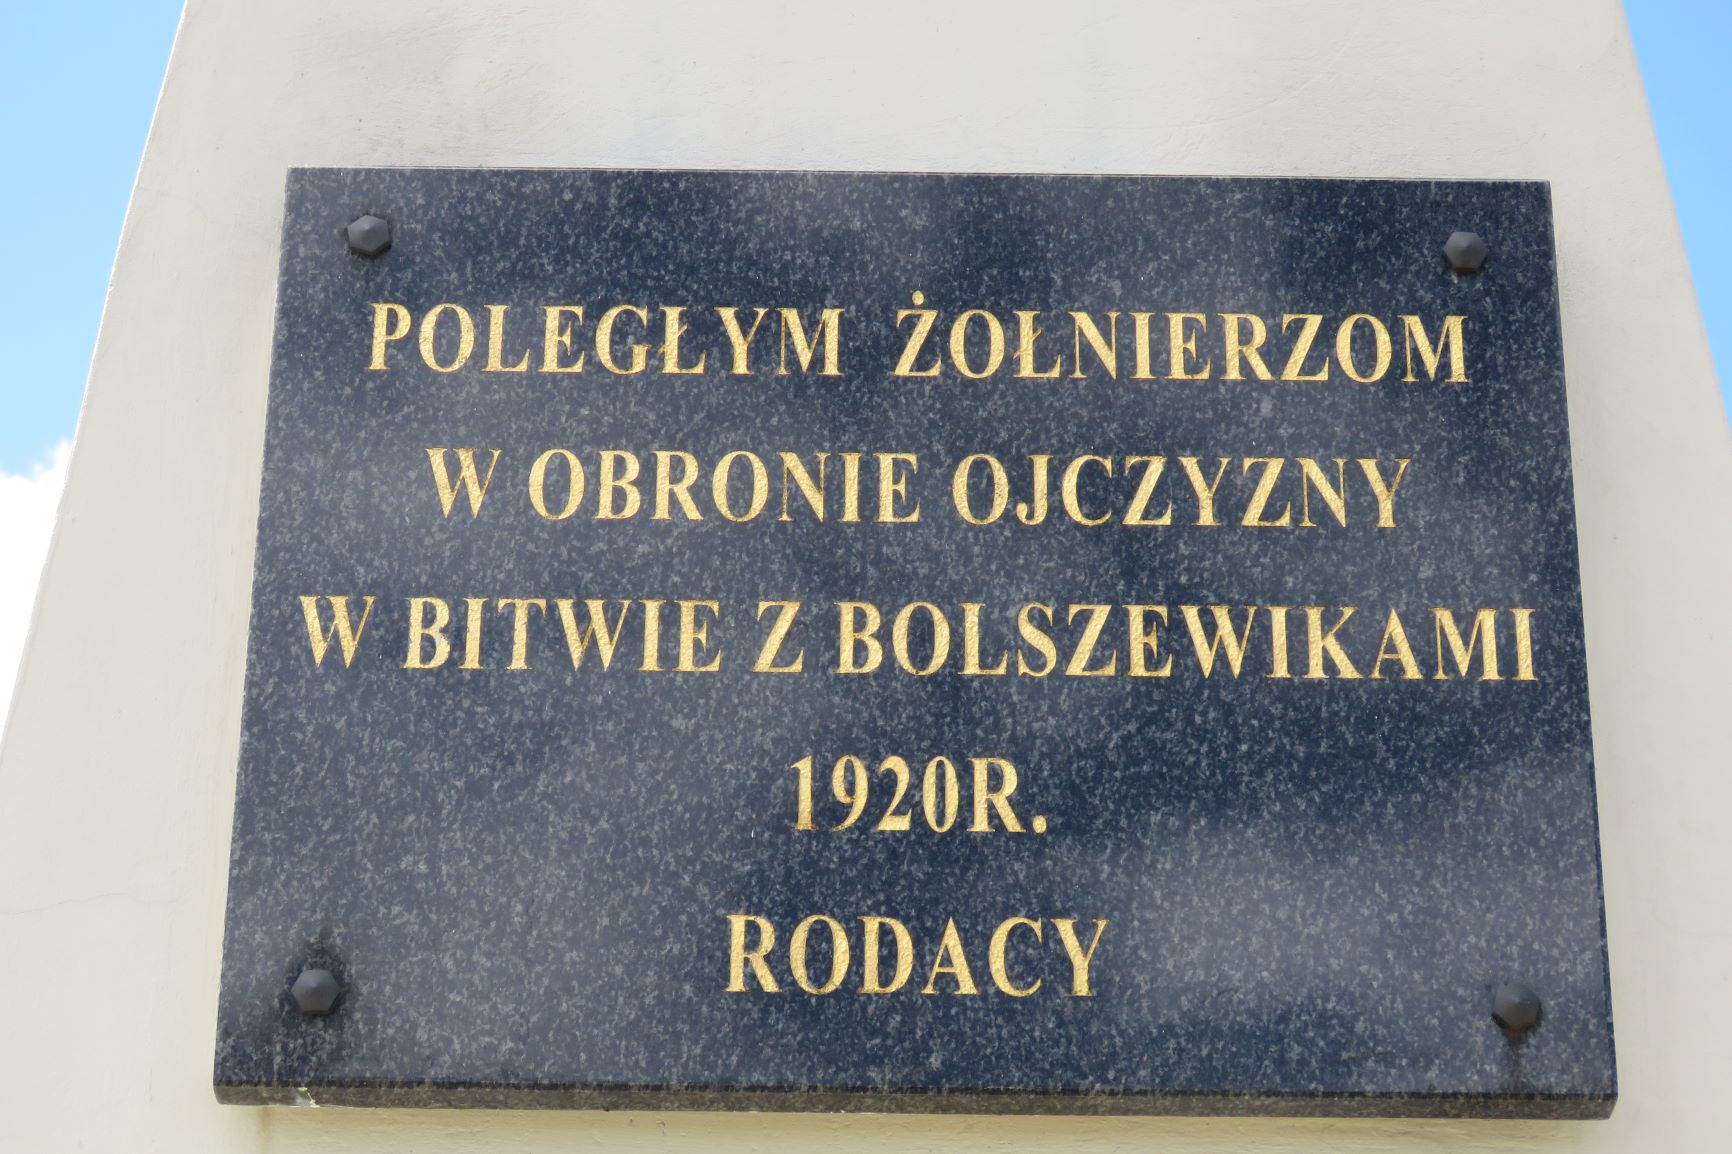 POLEGŁYM ŻOŁNIERZOM
W OBRONIE OJCZYZNY
W BITWIE Z BOLSZEWIKAMI
1920R.
RODACY